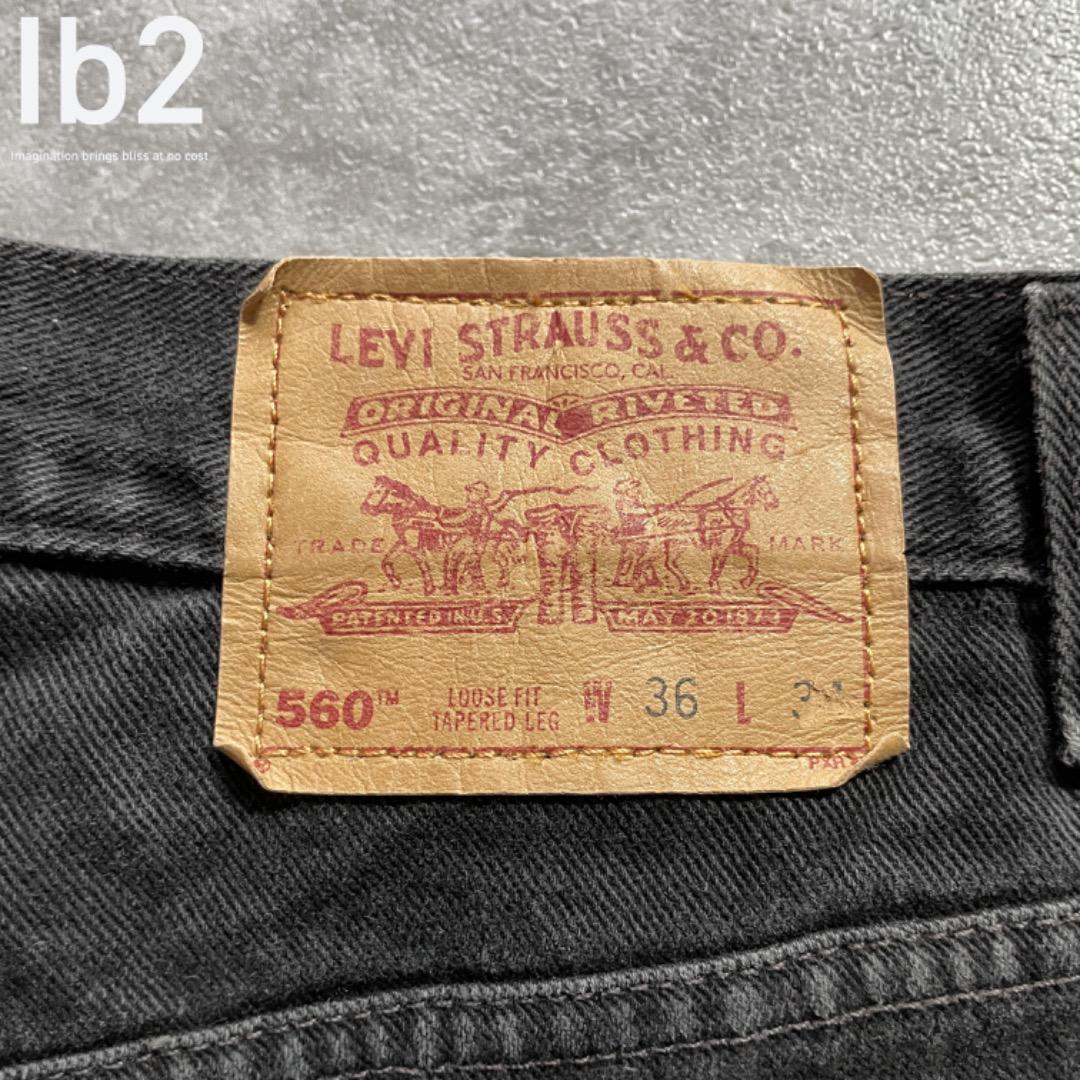 Ib2
Imagination brings bliss at no cost
LEVI STRAUSS & CO.
SAN FRANCISCO, CAL.
ORIGINAL RIVETED
QUALITY CLOTHING
TRADE MARK
PATENTED IN U.S. MAY 20 1873
560™ LOOSE FIT TAPERED LEG W 36 L